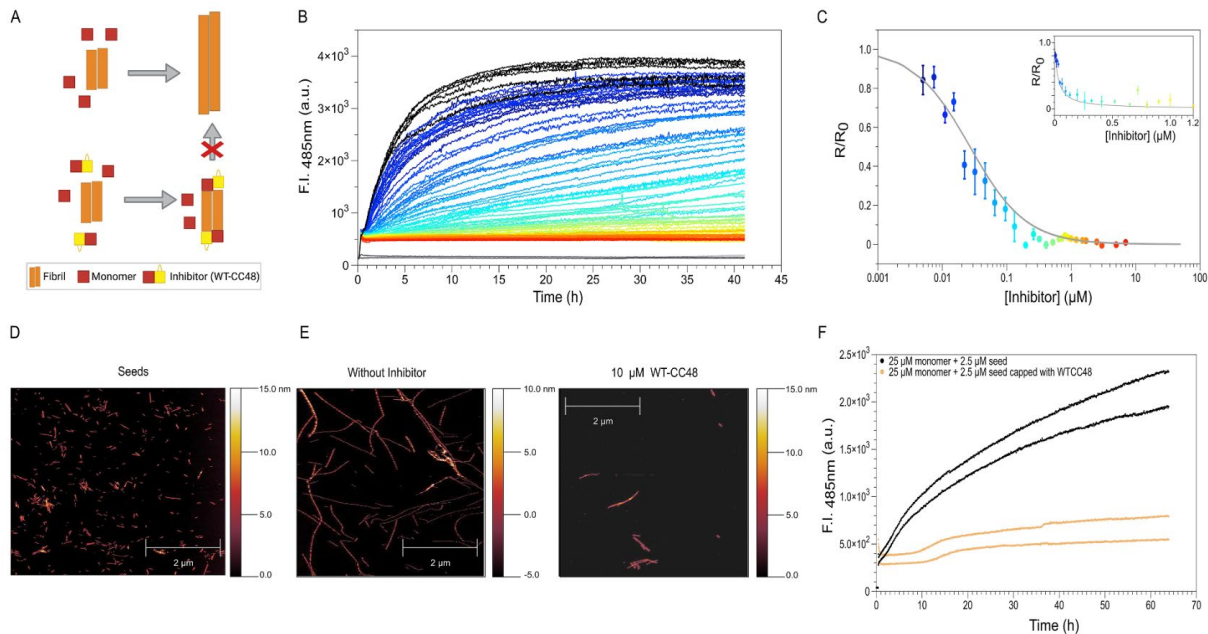 A
Fibril
Monomer
Inhibitor (WT-CC48)
B
4×10³
3×10³
2×10³
10³
0
F.I. 485nm (a.u.)
0 5 10 15 20 25 30 35 40 45
Time (h)
C
1.0
0.8
0.6
0.4
0.2
0.0
R/R₀
0.001 0.01 0.1 1 10 100
[Inhibitor] (µM)
1.0
0
R/R₀
0 0.5 1.0 1.2
[Inhibitor] (µM)
D
Seeds
2 µm
15.0 nm
10.0
5.0
0.0
E
Without Inhibitor
2 µm
10.0 nm
5.0
0.0
-5.0
10 µM WT-CC48
2 µm
15.0 nm
10.0
5.0
0.0
F
25 µM monomer + 2.5 µM seed
25 µM monomer + 2.5 µM seed capped with WTCC48
2.5×10³
2.0×10³
1.5×10³
1.0×10³
5.0×10²
0
F.I. 485nm (a.u.)
0 10 20 30 40 50 60 70
Time (h)